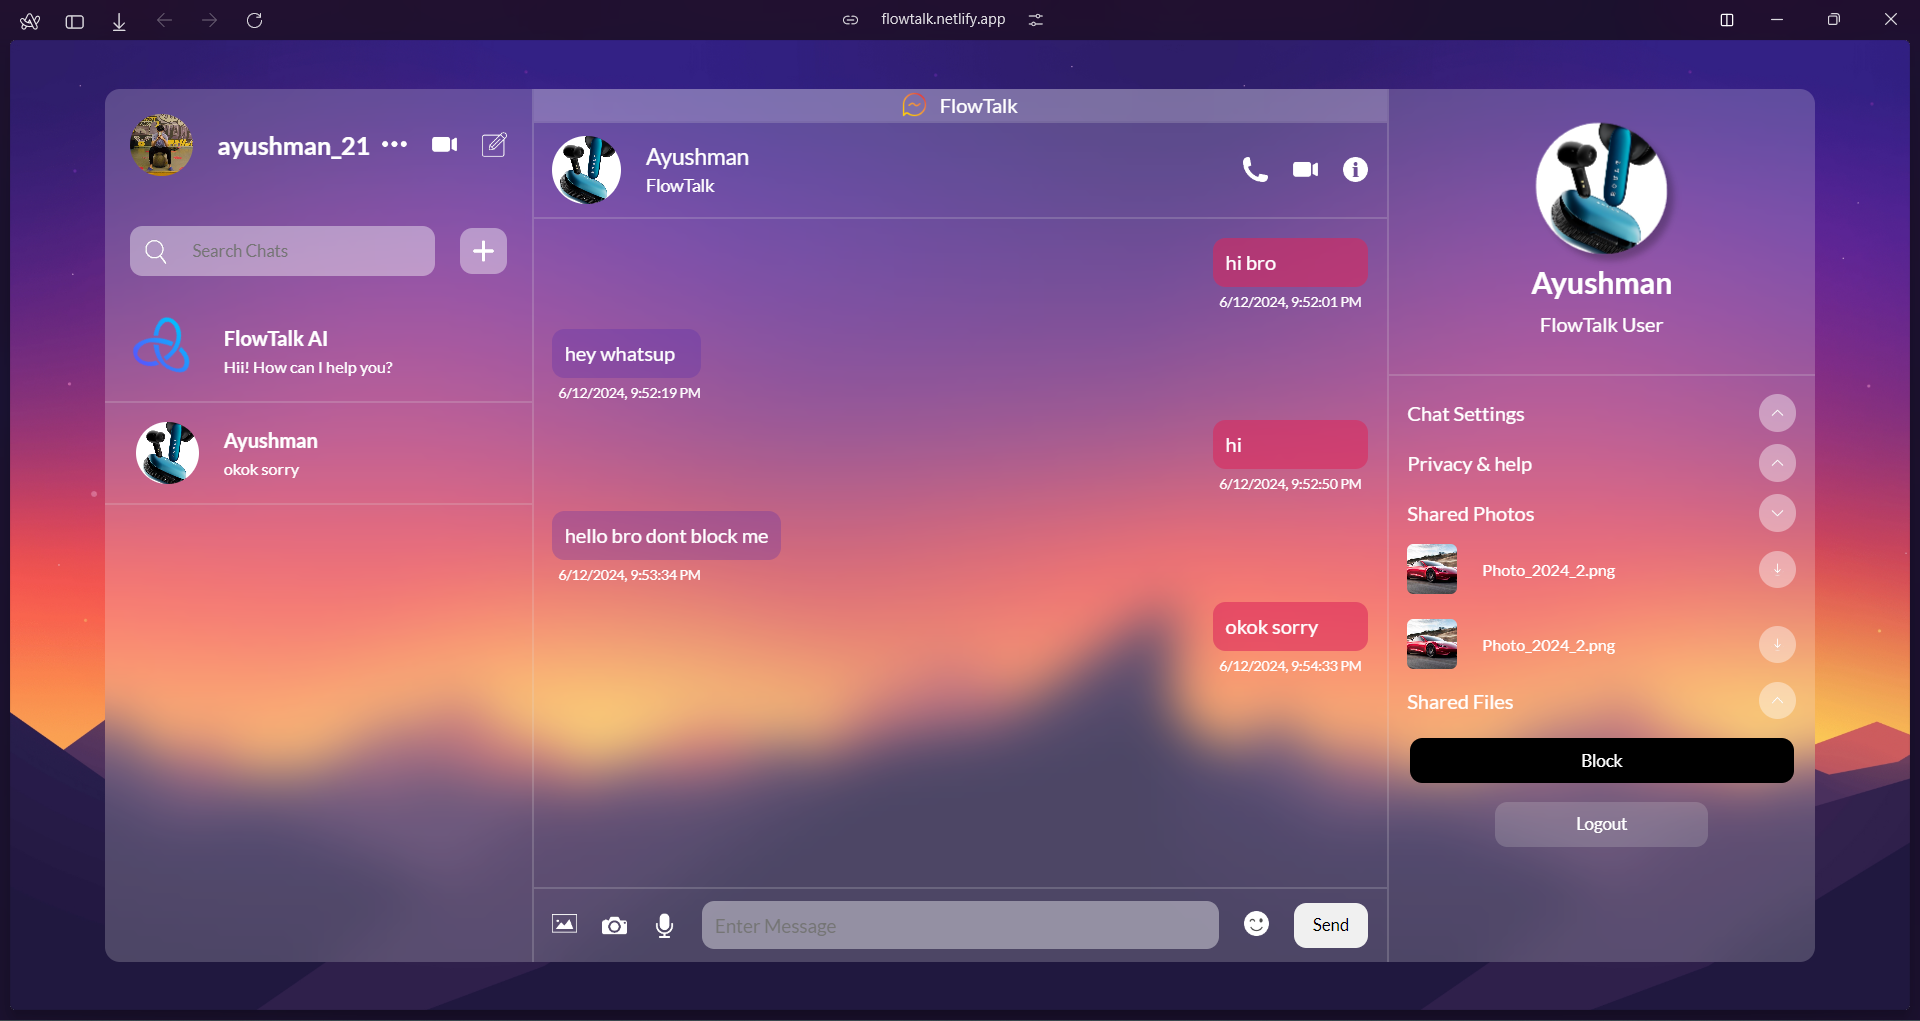 flowtalk.netlify.app
ayushman_21
Search Chats
FlowTalk AI
Hii! How can I help you?
Ayushman
okok sorry
FlowTalk
Ayushman
FlowTalk
hi bro
6/12/2024, 9:52:01 PM
hey whatsup
6/12/2024, 9:52:19 PM
hi
6/12/2024, 9:52:50 PM
hello bro dont block me
6/12/2024, 9:53:34 PM
okok sorry
6/12/2024, 9:54:33 PM
Enter Message
Send
Ayushman
FlowTalk User
Chat Settings
Privacy & help
Shared Photos
Photo_2024_2.png
Photo_2024_2.png
Shared Files
Block
Logout